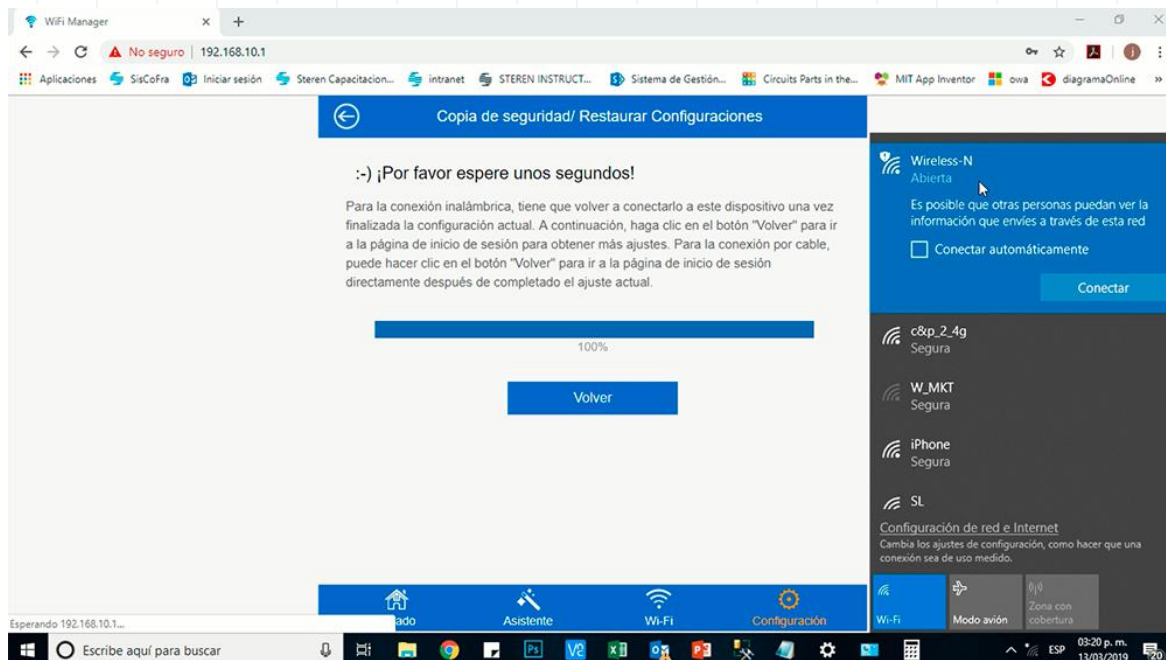 WiFi Manager
No seguro | 192.168.10.1
Aplicaciones SisCoFra Iniciar sesión Steren Capacitacion... intranet STEREN INSTRUCT... Sistema de Gestión... Circuits Parts in the... MIT App Inventor owa diagramaOnline »
Copia de seguridad/ Restaurar Configuraciones
:-) ¡Por favor espere unos segundos!
Para la conexión inalámbrica, tiene que volver a conectarlo a este dispositivo una vez
finalizada la configuración actual. A continuación, haga clic en el botón "Volver" para ir
a la página de inicio de sesión para obtener más ajustes. Para la conexión por cable,
puede hacer clic en el botón "Volver" para ir a la página de inicio de sesión
directamente después de completado el ajuste actual.
100%
Volver
ado Asistente Wi-Fi Configuración
Esperando 192.168.10.1...
Wireless-N
Abierta
Es posible que otras personas puedan ver la
información que envíes a través de esta red
Conectar automáticamente
Conectar
c&p_2_4g
Segura
W_MKT
Segura
iPhone
Segura
SL
Configuración de red e Internet
Cambia los ajustes de configuración, como hacer que una
conexión sea de uso medido.
Wi-Fi Modo avión Zona con
cobertura
Escribe aquí para buscar
ESP
03:20 p. m.
13/03/2019
20